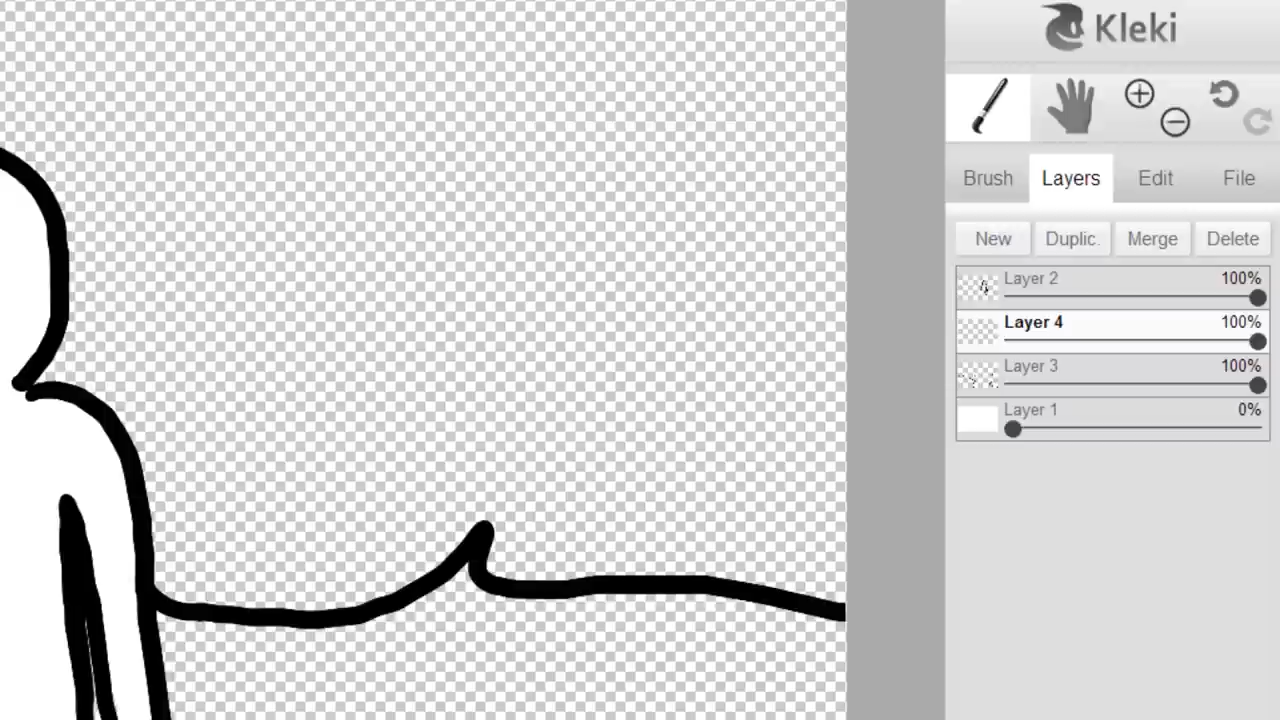 Kleki
Brush Layers Edit File
New Duplic. Merge Delete
Layer 2 100%
Layer 4 100%
Layer 3 100%
Layer 1 0%